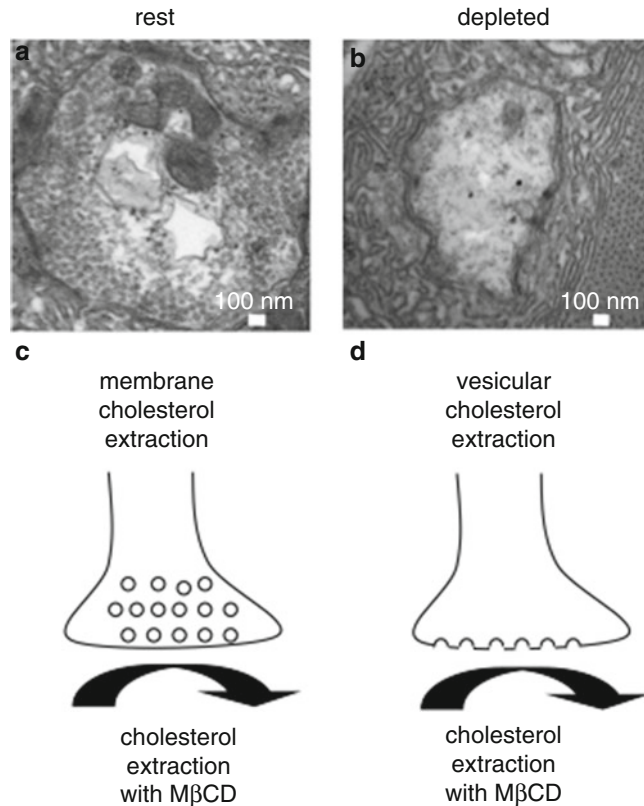 rest
depleted
a
b
100 nm
100 nm
c
d
membrane
cholesterol
extraction
vesicular
cholesterol
extraction
cholesterol
extraction
with MβCD
cholesterol
extraction
with MβCD